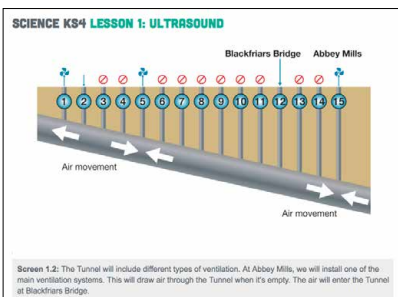 SCIENCE KS4 LESSON 1: ULTRASOUND
Blackfriars Bridge Abbey Mills
1 2 3 4 5 6 7 8 9 10 11 12 13 14 15
Air movement
Air movement
Screen 1.2: The Tunnel will include different types of ventilation. At Abbey Mills, we will install one of the
main ventilation systems. This will draw air through the Tunnel when it's empty. The air will enter the Tunnel
at Blackfriars Bridge.